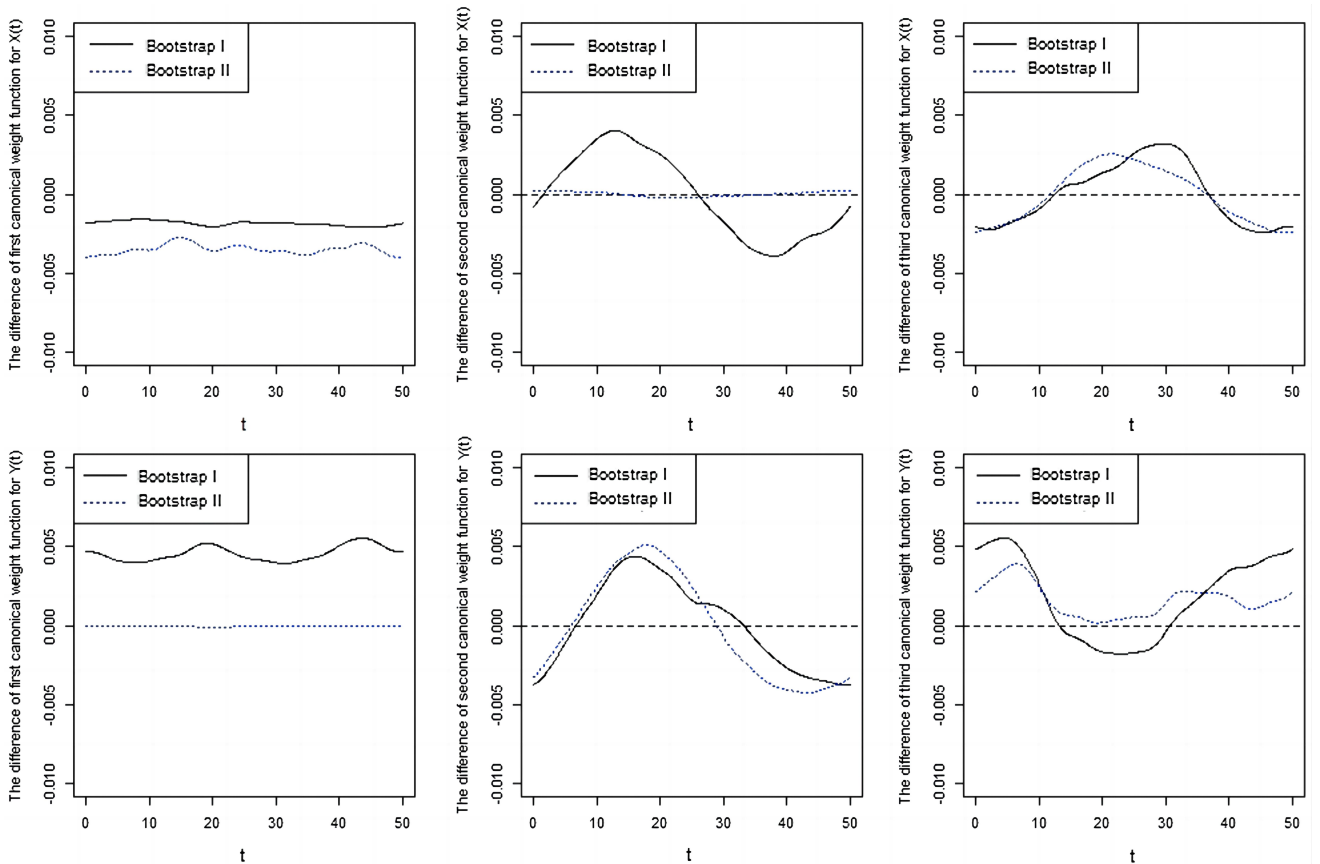 The difference of first canonical weight function for X(t)
0.010
0.005
0.000
-0.005
-0.010
Bootstrap I
Bootstrap II
0 10 20 30 40 50
t
The difference of second canonical weight function for X(t)
0.010
0.005
0.000
-0.005
-0.010
Bootstrap I
Bootstrap II
0 10 20 30 40 50
t
The difference of third canonical weight function for X(t)
0.010
0.005
0.000
-0.005
-0.010
Bootstrap I
Bootstrap II
0 10 20 30 40 50
t
The difference of first canonical weight function for Y(t)
0.010
0.005
0.000
-0.005
-0.010
Bootstrap I
Bootstrap II
0 10 20 30 40 50
t
The difference of second canonical weight function for Y(t)
0.010
0.005
0.000
-0.005
-0.010
Bootstrap I
Bootstrap II
0 10 20 30 40 50
t
The difference of third canonical weight function for Y(t)
0.010
0.005
0.000
-0.005
-0.010
Bootstrap I
Bootstrap II
0 10 20 30 40 50
t